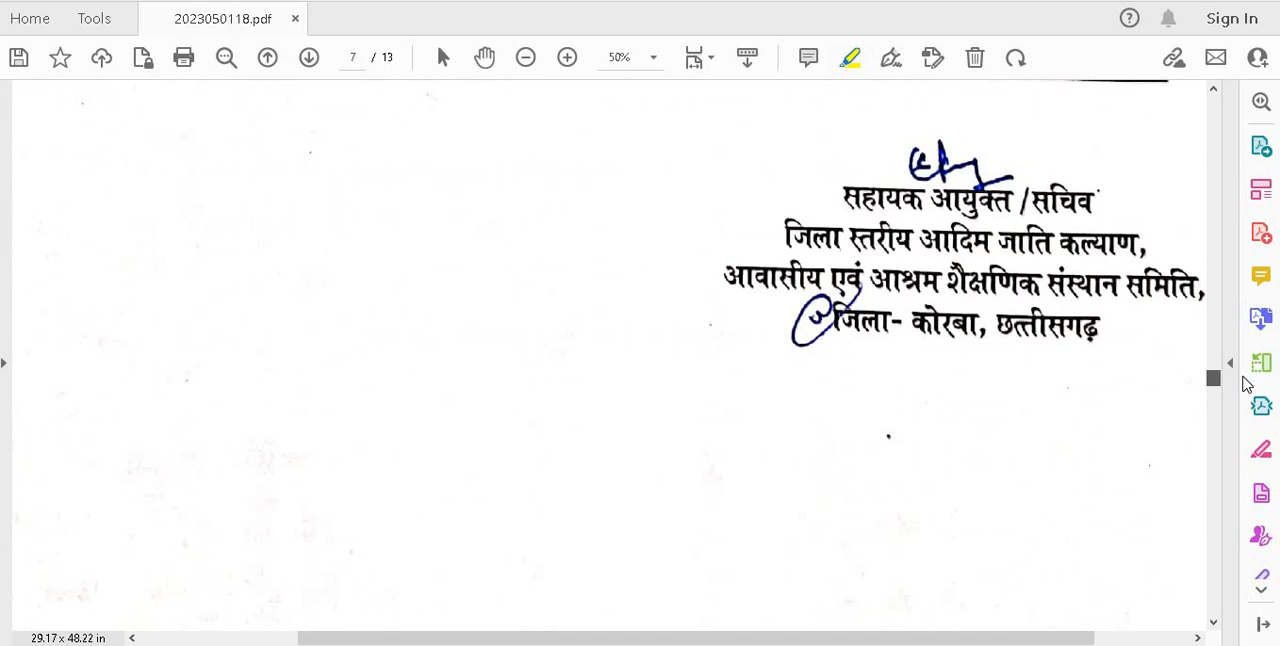 Home Tools 2023050118.pdf × Sign In
7 / 13 50%
सहायक आयुक्त /सचिव
जिला स्तरीय आदिम जाति कल्याण,
आवासीय एवं आश्रम शैक्षणिक संस्थान समिति,
जिला- कोरबा, छत्तीसगढ़
29.17 x 48.22 in